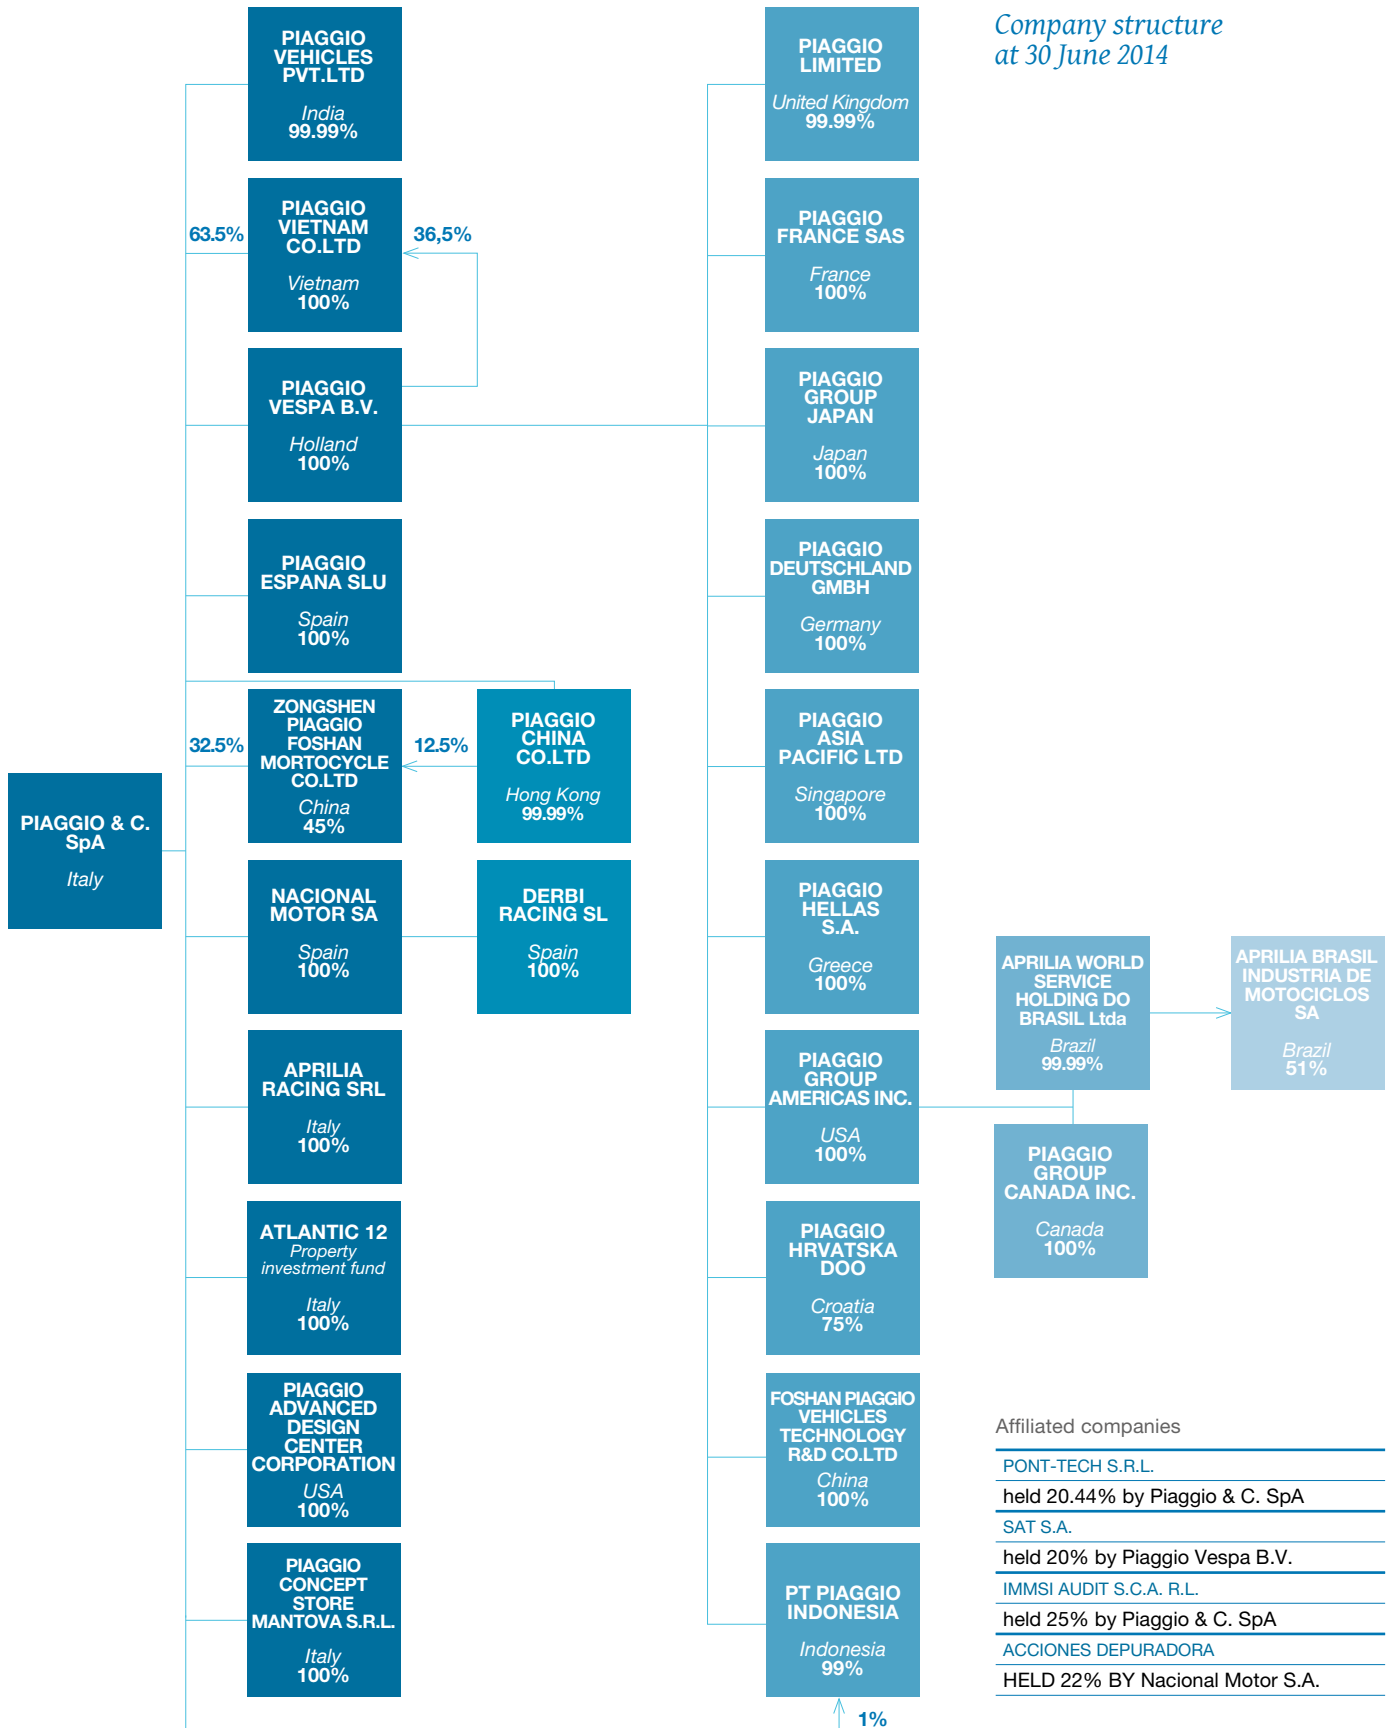 Company structure
at 30 June 2014
PIAGGIO & C.
SpA
Italy
PIAGGIO
VEHICLES
PVT.LTD
India
99.99%
63.5%
PIAGGIO
VIETNAM
CO.LTD
Vietnam
100%
36,5%
PIAGGIO
VESPA B.V.
Holland
100%
PIAGGIO
ESPANA SLU
Spain
100%
32.5%
ZONGSHEN
PIAGGIO
FOSHAN
MORTOCYCLE
CO.LTD
China
45%
12.5%
PIAGGIO
CHINA
CO.LTD
Hong Kong
99.99%
NACIONAL
MOTOR SA
Spain
100%
DERBI
RACING SL
Spain
100%
APRILIA
RACING SRL
Italy
100%
ATLANTIC 12
Property
investment fund
Italy
100%
PIAGGIO
ADVANCED
DESIGN
CENTER
CORPORATION
USA
100%
PIAGGIO
CONCEPT
STORE
MANTOVA S.R.L.
Italy
100%
PIAGGIO
LIMITED
United Kingdom
99.99%
PIAGGIO
FRANCE SAS
France
100%
PIAGGIO
GROUP
JAPAN
Japan
100%
PIAGGIO
DEUTSCHLAND
GMBH
Germany
100%
PIAGGIO
ASIA
PACIFIC LTD
Singapore
100%
PIAGGIO
HELLAS
S.A.
Greece
100%
PIAGGIO
GROUP
AMERICAS INC.
USA
100%
PIAGGIO
HRVATSKA
DOO
Croatia
75%
FOSHAN PIAGGIO
VEHICLES
TECHNOLOGY
R&D CO.LTD
China
100%
PT PIAGGIO
INDONESIA
Indonesia
99%
1%
APRILIA WORLD
SERVICE
HOLDING DO
BRASIL Ltda
Brazil
99.99%
APRILIA BRASIL
INDUSTRIA DE
MOTOCICLOS
SA
Brazil
51%
PIAGGIO
GROUP
CANADA INC.
Canada
100%
Affiliated companies
PONT-TECH S.R.L.
held 20.44% by Piaggio & C. SpA
SAT S.A.
held 20% by Piaggio Vespa B.V.
IMMSI AUDIT S.C.A. R.L.
held 25% by Piaggio & C. SpA
ACCIONES DEPURADORA
HELD 22% BY Nacional Motor S.A.